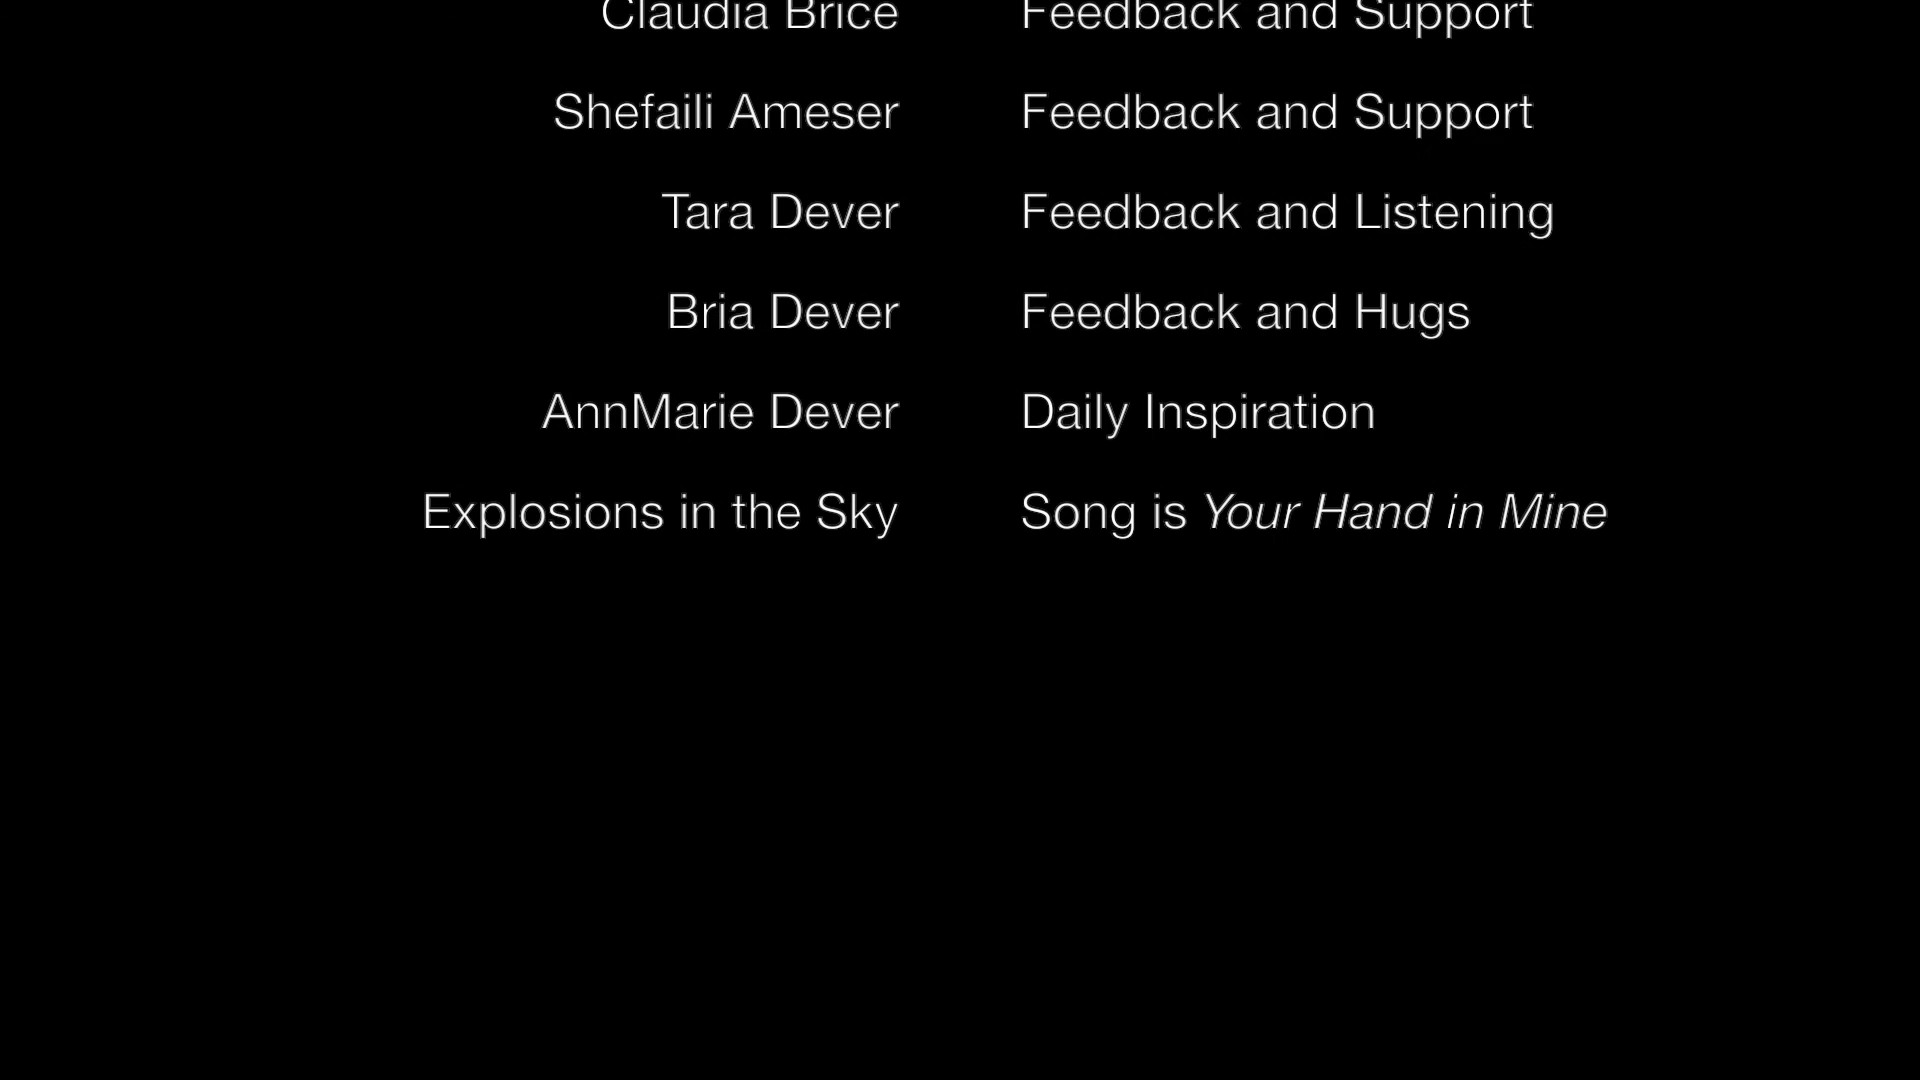 Claudia Brice Feedback and Support
Shefaili Ameser Feedback and Support
Tara Dever Feedback and Listening
Bria Dever Feedback and Hugs
AnnMarie Dever Daily Inspiration
Explosions in the Sky Song is Your Hand in Mine